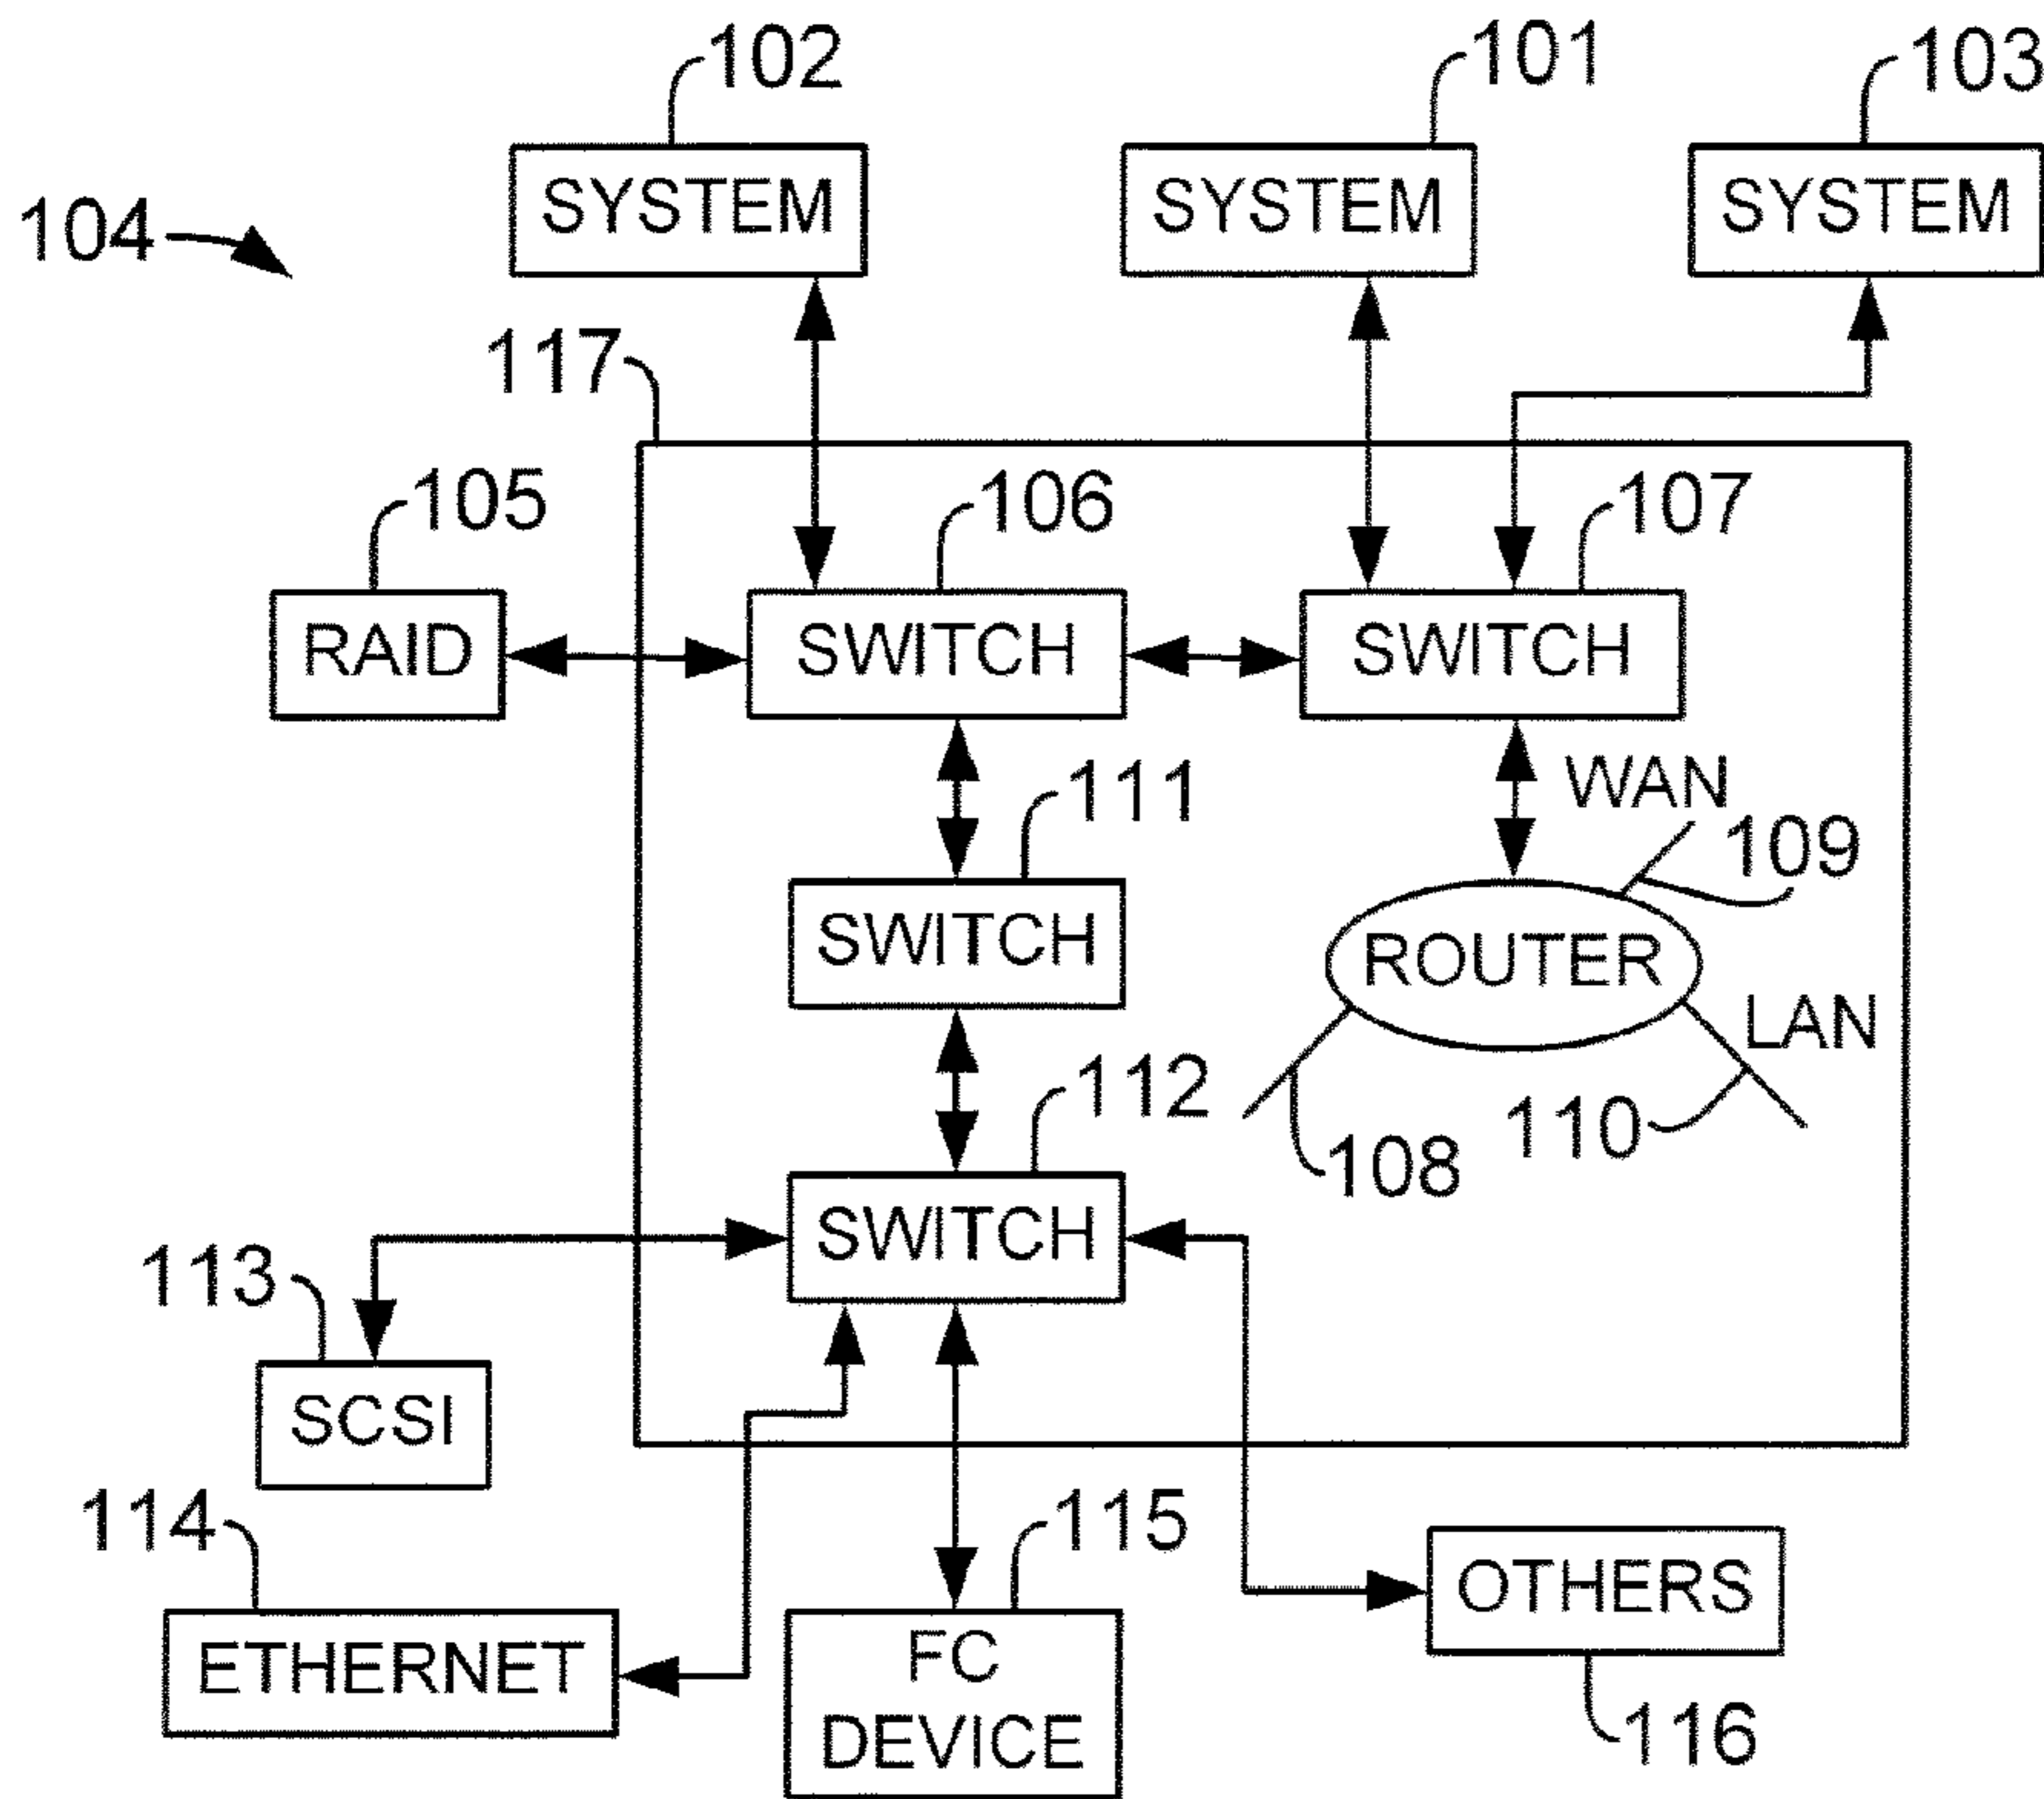 102
101
103
SYSTEM
SYSTEM
SYSTEM
104
117
105
106
107
RAID
SWITCH
SWITCH
WAN
111
109
SWITCH
ROUTER
LAN
112
110
108
SWITCH
113
SCSI
114
115
OTHERS
ETHERNET
FC
DEVICE
116